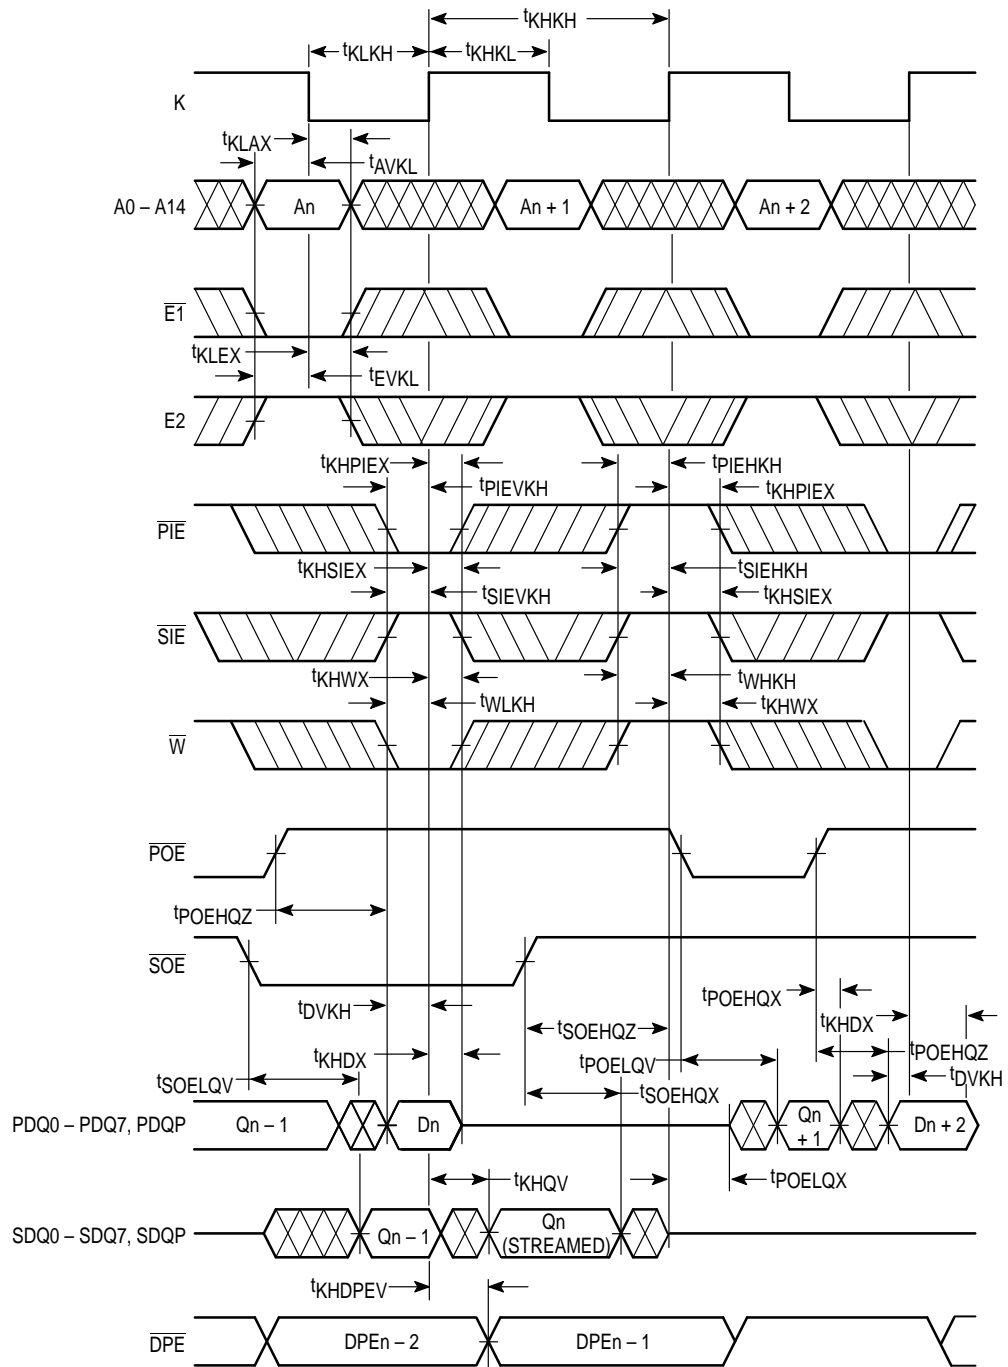 tKHKH
tKLKH tKHKL
K
tKLAX
tAVKL
A0 – A14 An An + 1 An + 2
E1
tKLEX
tEVKL
E2
tKHPIEX tPIEHKH
tPIEVKH tKHPIEX
PIE
tKHSIEX tSIEHKH
tSIEVKH tKHSIEX
SIE
tKHWX tWHKH
tWLKH tKHWX
W
POE
tPOEHQZ
SOE
tDVKH tSOEHQZ tPOEHQX tKHDX
tKHDX tPOELQV tPOEHQZ
tSOELQV tSOEHQX tDVKH
PDQ0 – PDQ7, PDQP Qn – 1 Dn Qn + 1 Dn + 2
tKHQV tPOELQX
SDQ0 – SDQ7, SDQP Qn – 1 Qn (STREAMED)
tKHDPEV
DPE DPEn – 2 DPEn – 1